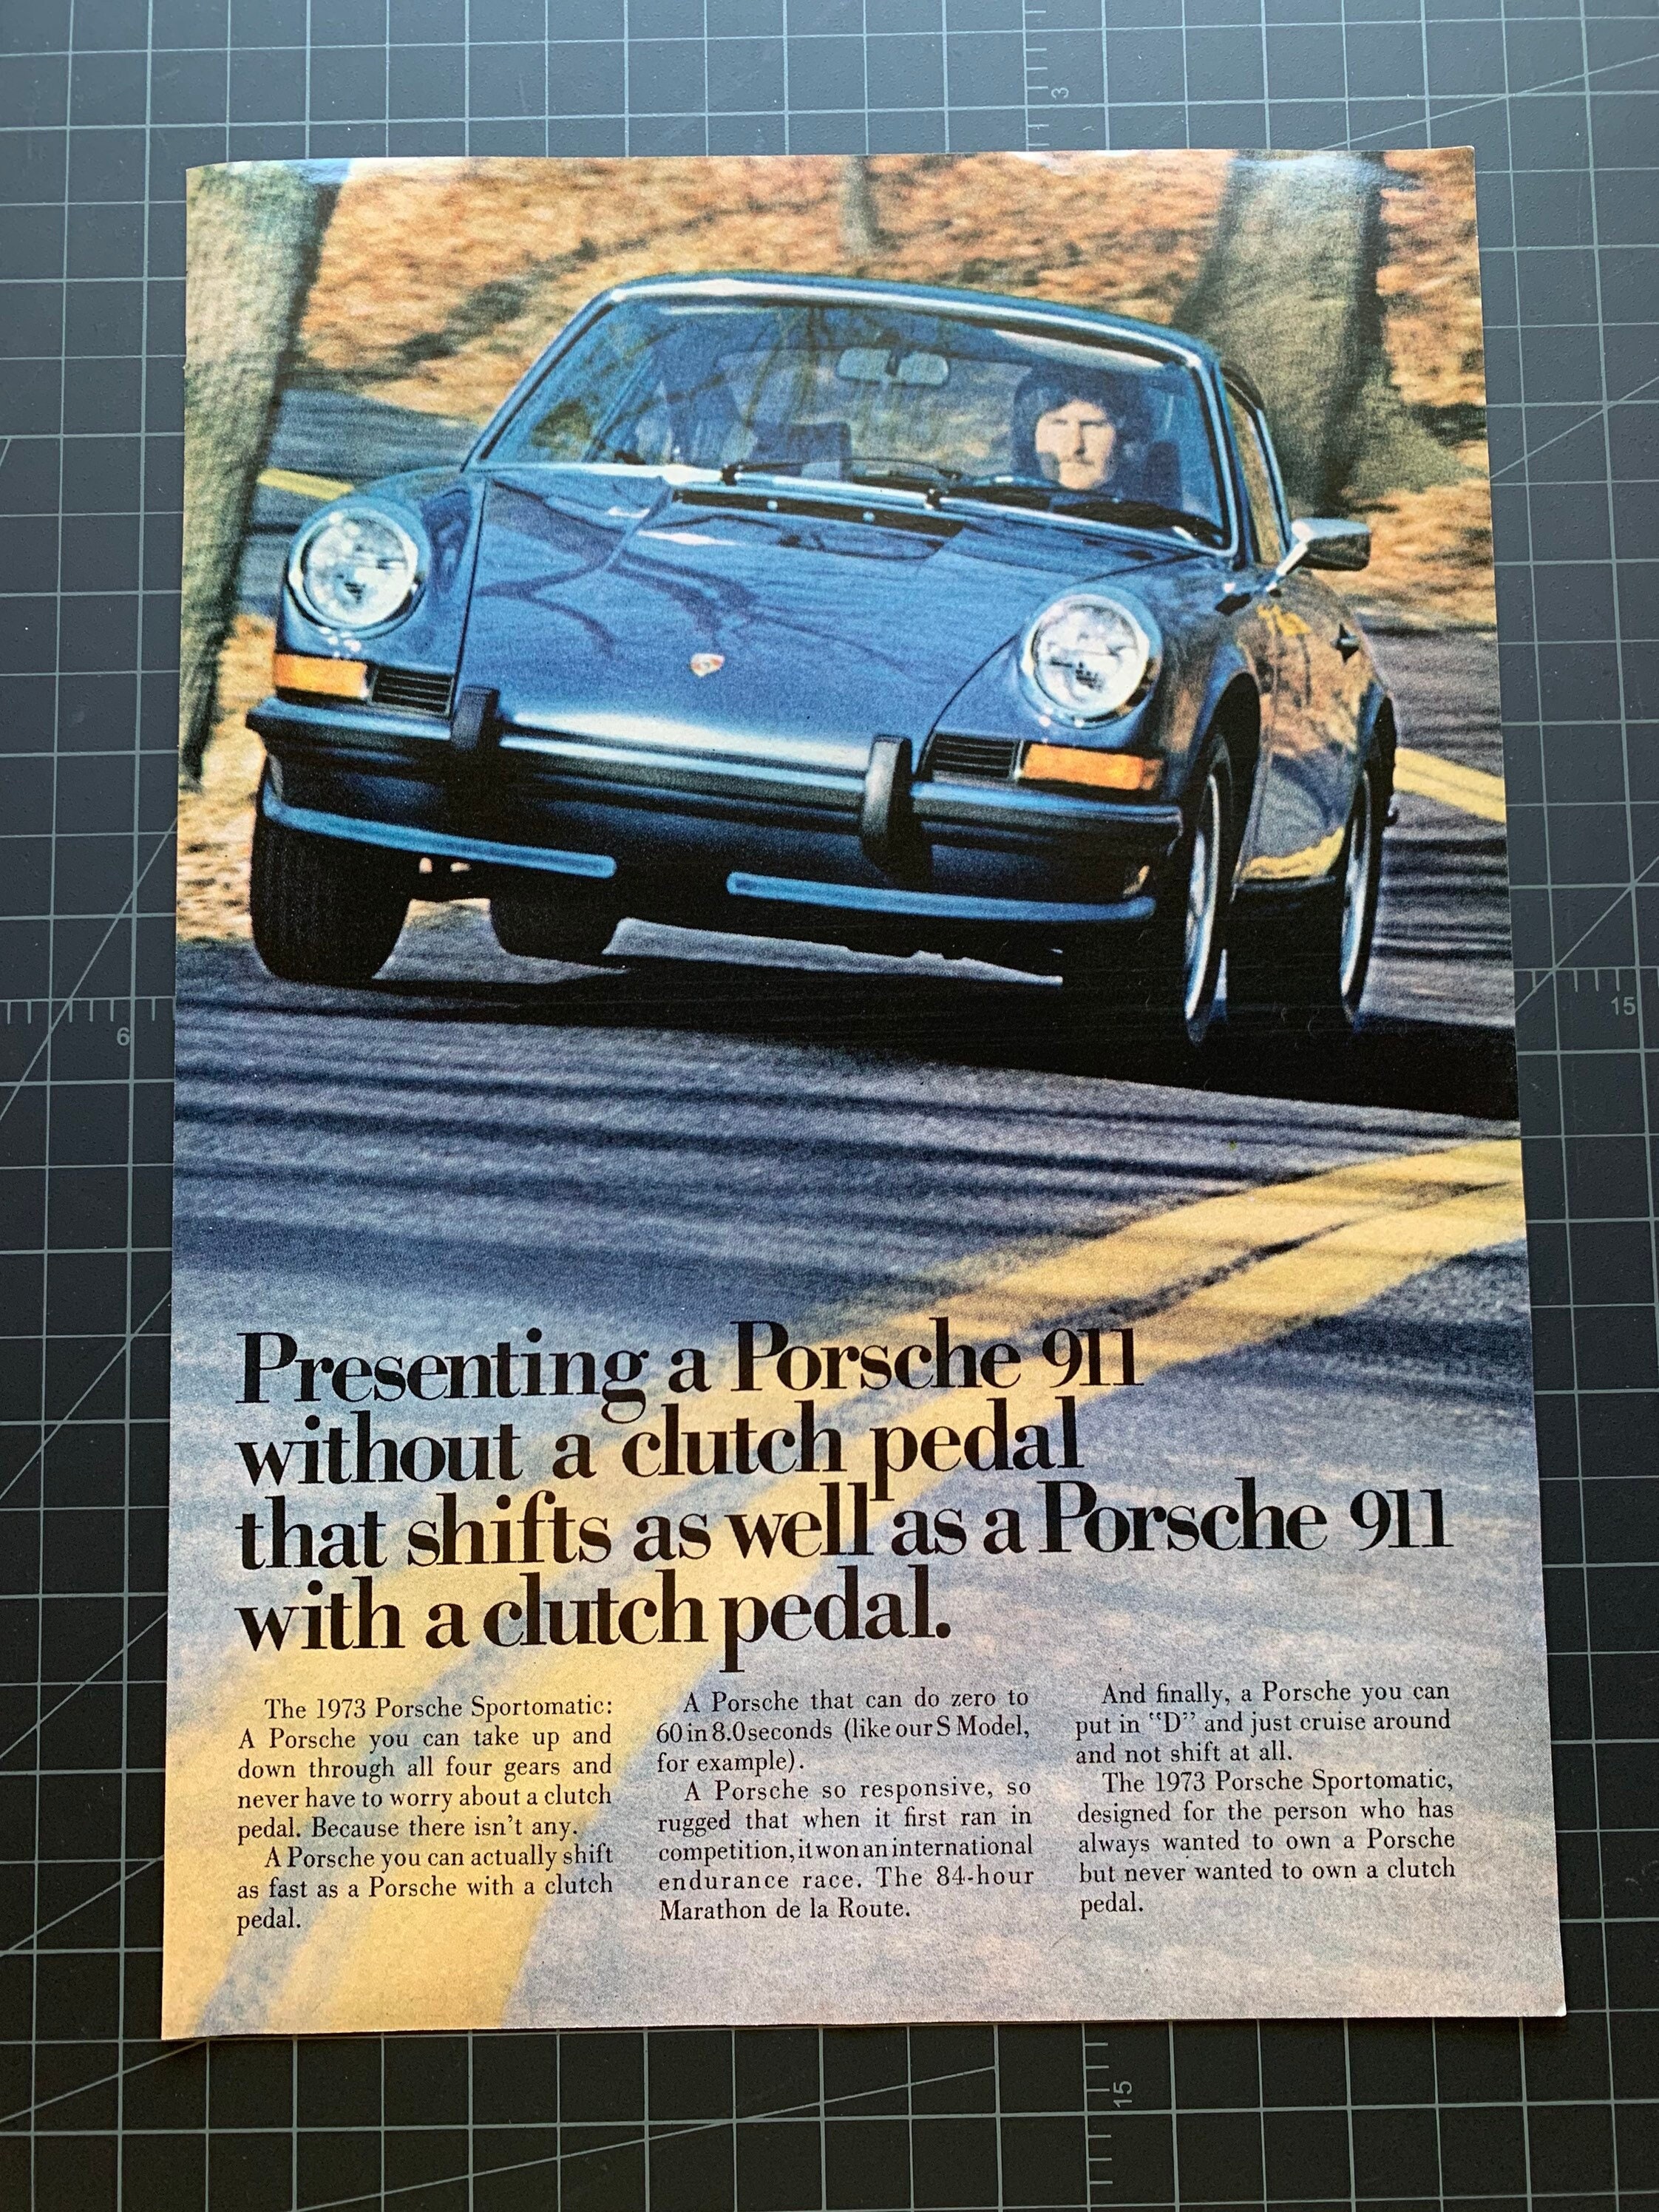 3
6
15
Presenting a Porsche 911
without a clutch pedal
that shifts as well as a Porsche 911
with a clutch pedal.
The 1973 Porsche Sportomatic:
A Porsche you can take up and
down through all four gears and
never have to worry about a clutch
pedal. Because there isn't any.
A Porsche you can actually shift
as fast as a Porsche with a clutch
pedal.
A Porsche that can do zero to
60 in 8.0 seconds (like our S Model,
for example).
A Porsche so responsive, so
rugged that when it first ran in
competition, it won an international
endurance race. The 84-hour
Marathon de la Route.
And finally, a Porsche you can
put in "D" and just cruise around
and not shift at all.
The 1973 Porsche Sportomatic,
designed for the person who has
always wanted to own a Porsche
but never wanted to own a clutch
pedal.
15